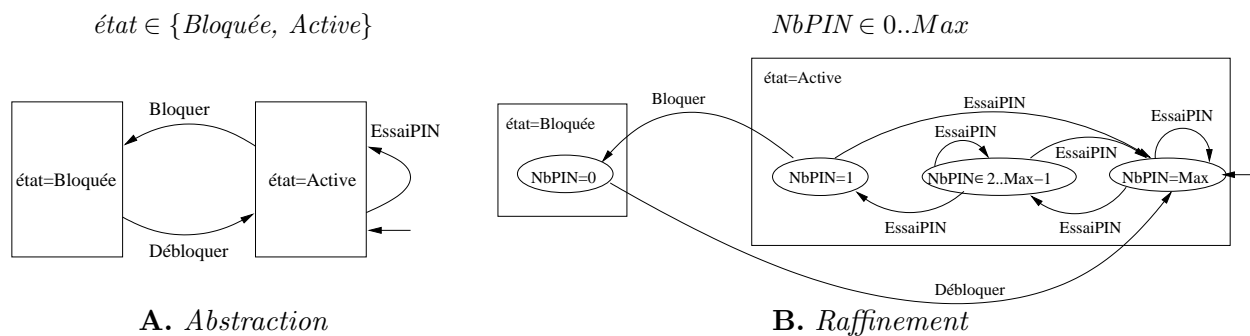 état ∈ {Bloquée, Active}
NbPIN ∈ 0..Max
état=Bloquée
Bloquer
Débloquer
état=Active
EssaiPIN
état=Bloquée
NbPIN=0
Bloquer
état=Active
EssaiPIN
EssaiPIN
EssaiPIN
EssaiPIN
NbPIN=1
NbPIN∈ 2..Max−1
NbPIN=Max
EssaiPIN
EssaiPIN
Débloquer
A. Abstraction
B. Raffinement